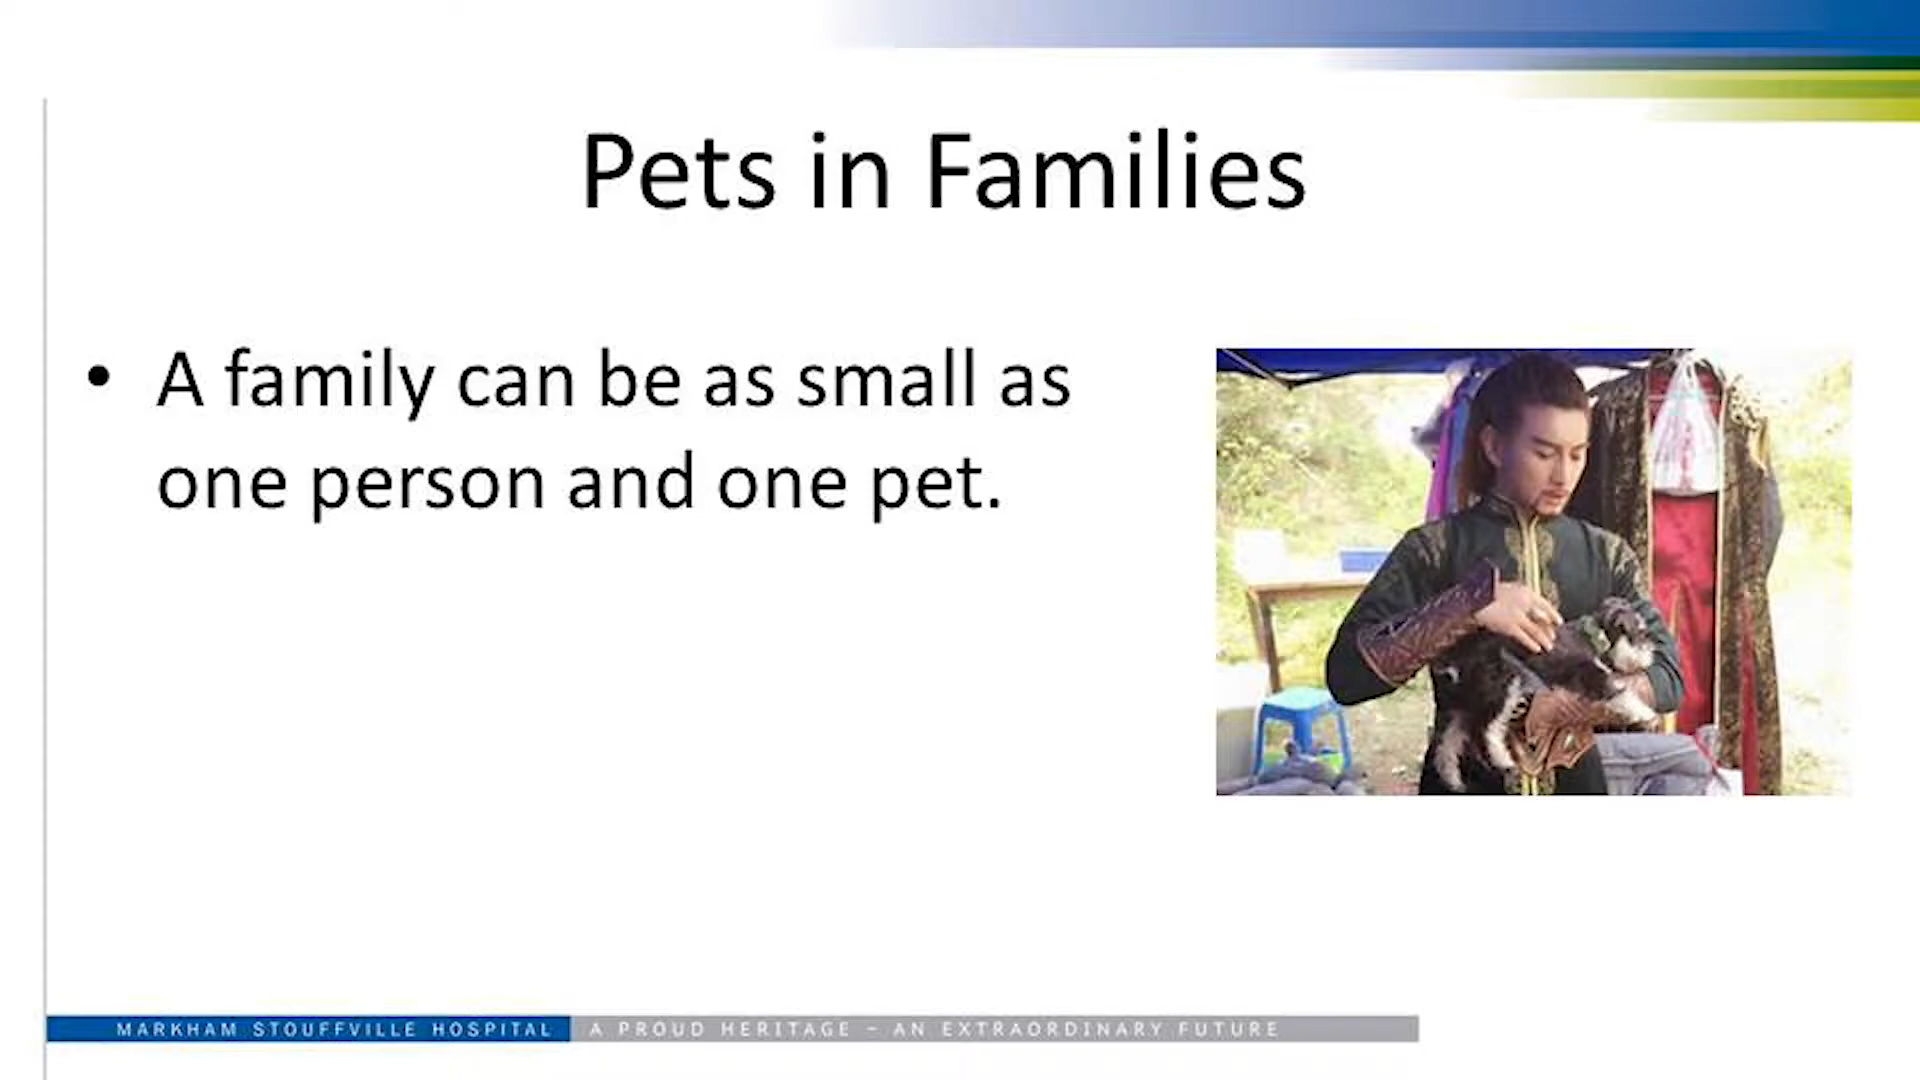 Pets in Families
• A family can be as small as
one person and one pet.
MARKHAM STOUFFVILLE HOSPITAL A PROUD HERITAGE – AN EXTRAORDINARY FUTURE